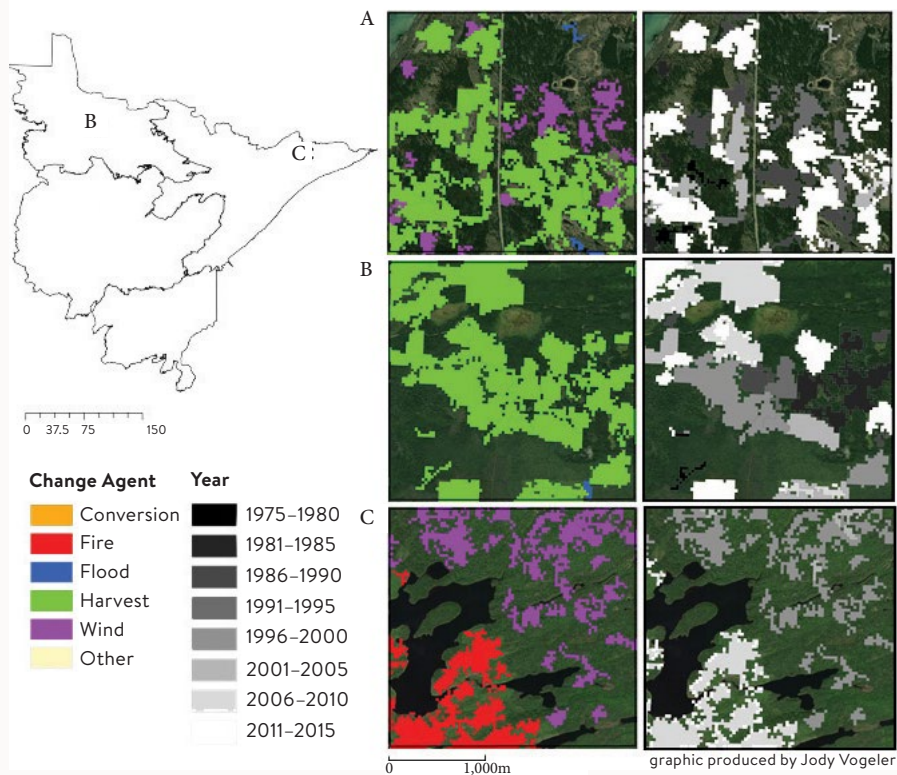 A
B
C
0 37.5 75 150
Change Agent
Conversion
Fire
Flood
Harvest
Wind
Other
Year
1975–1980
1981–1985
1986–1990
1991–1995
1996–2000
2001–2005
2006–2010
2011–2015
B
C
0 1,000m
graphic produced by Jody Vogeler